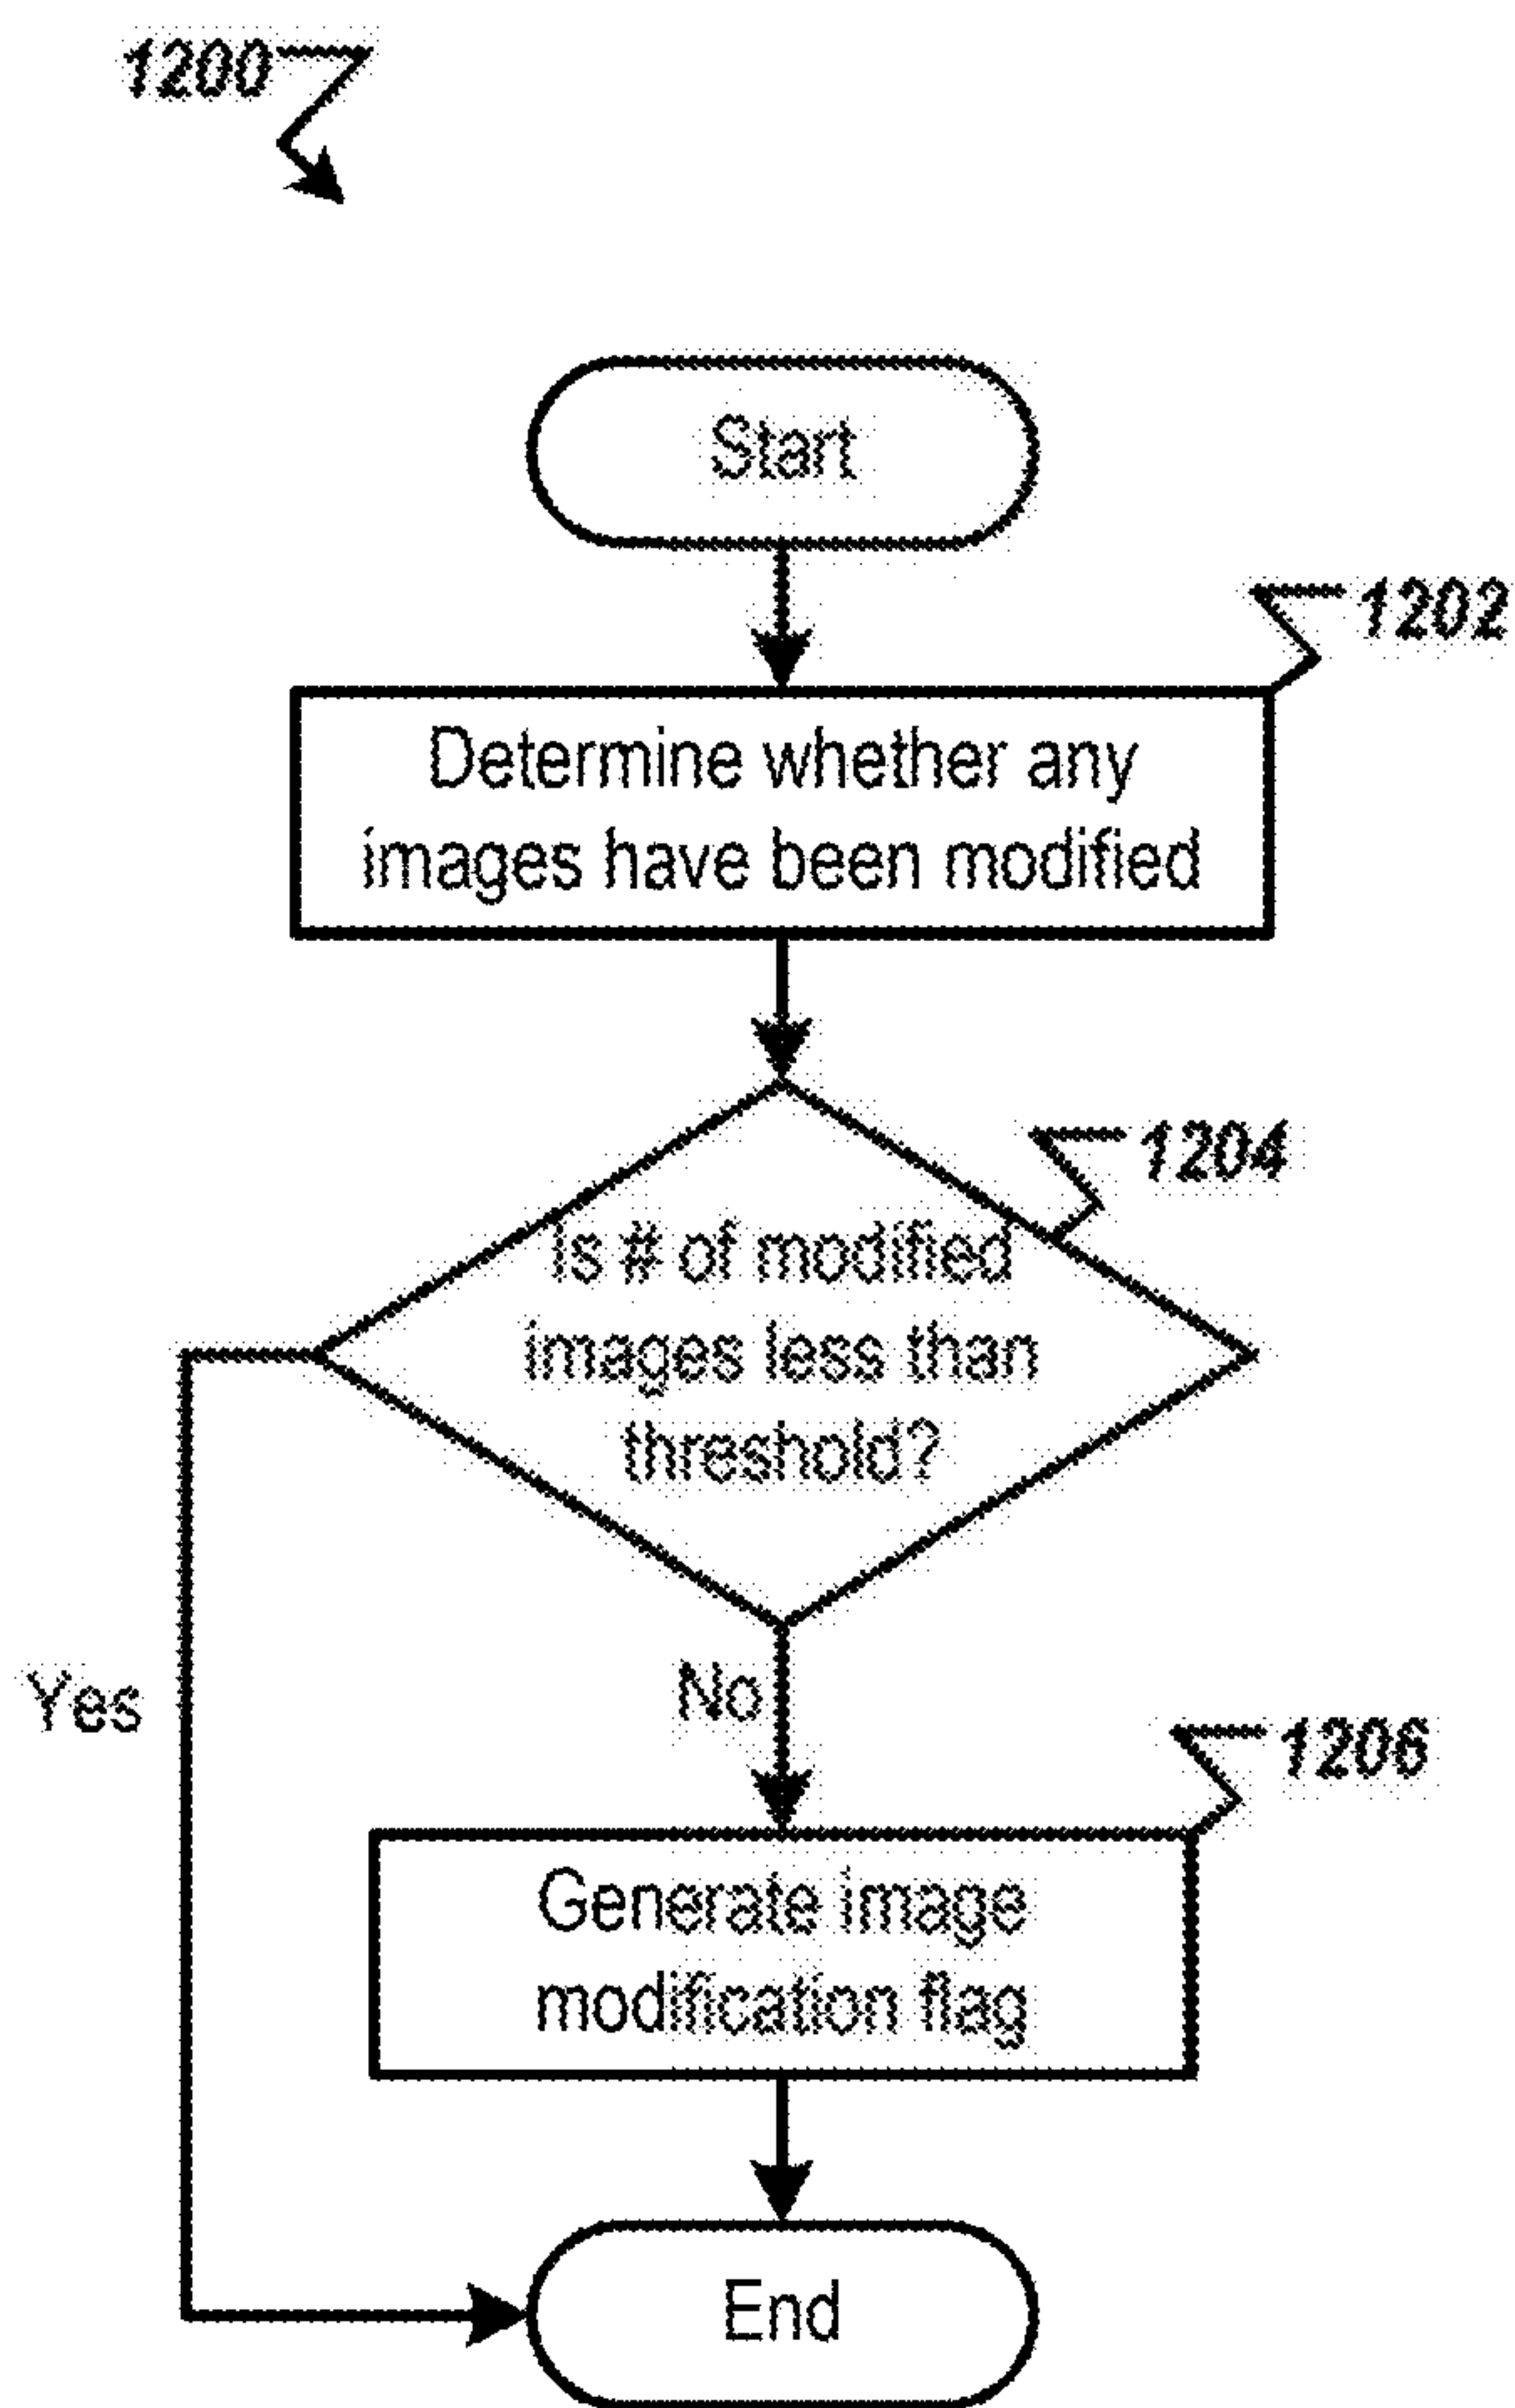 1200
Start
1202
Determine whether any
images have been modified
1204
Is # of modified
images less than
threshold?
Yes
No
1206
Generate image
modification flag
End